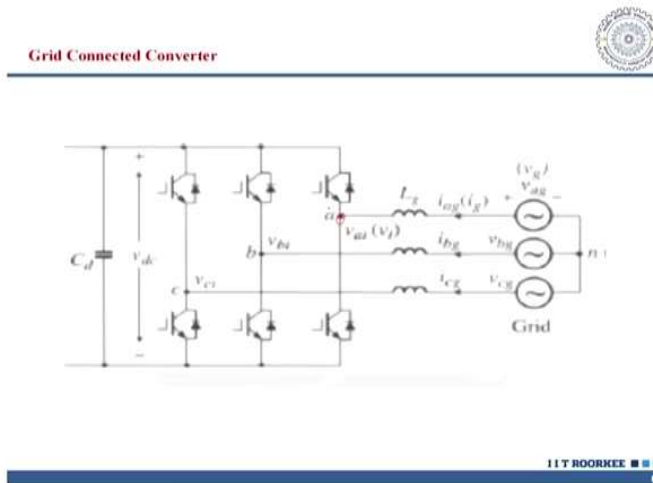 Grid Connected Converter
+
C_d
v_dc
−
(v_g)
v_ag
+ −
L_g
i_ag(i_g)
a
v_ai (v_i)
b
v_bi
i_bg
v_bg
n
c
v_ci
i_cg
v_cg
Grid
I I T ROORKEE